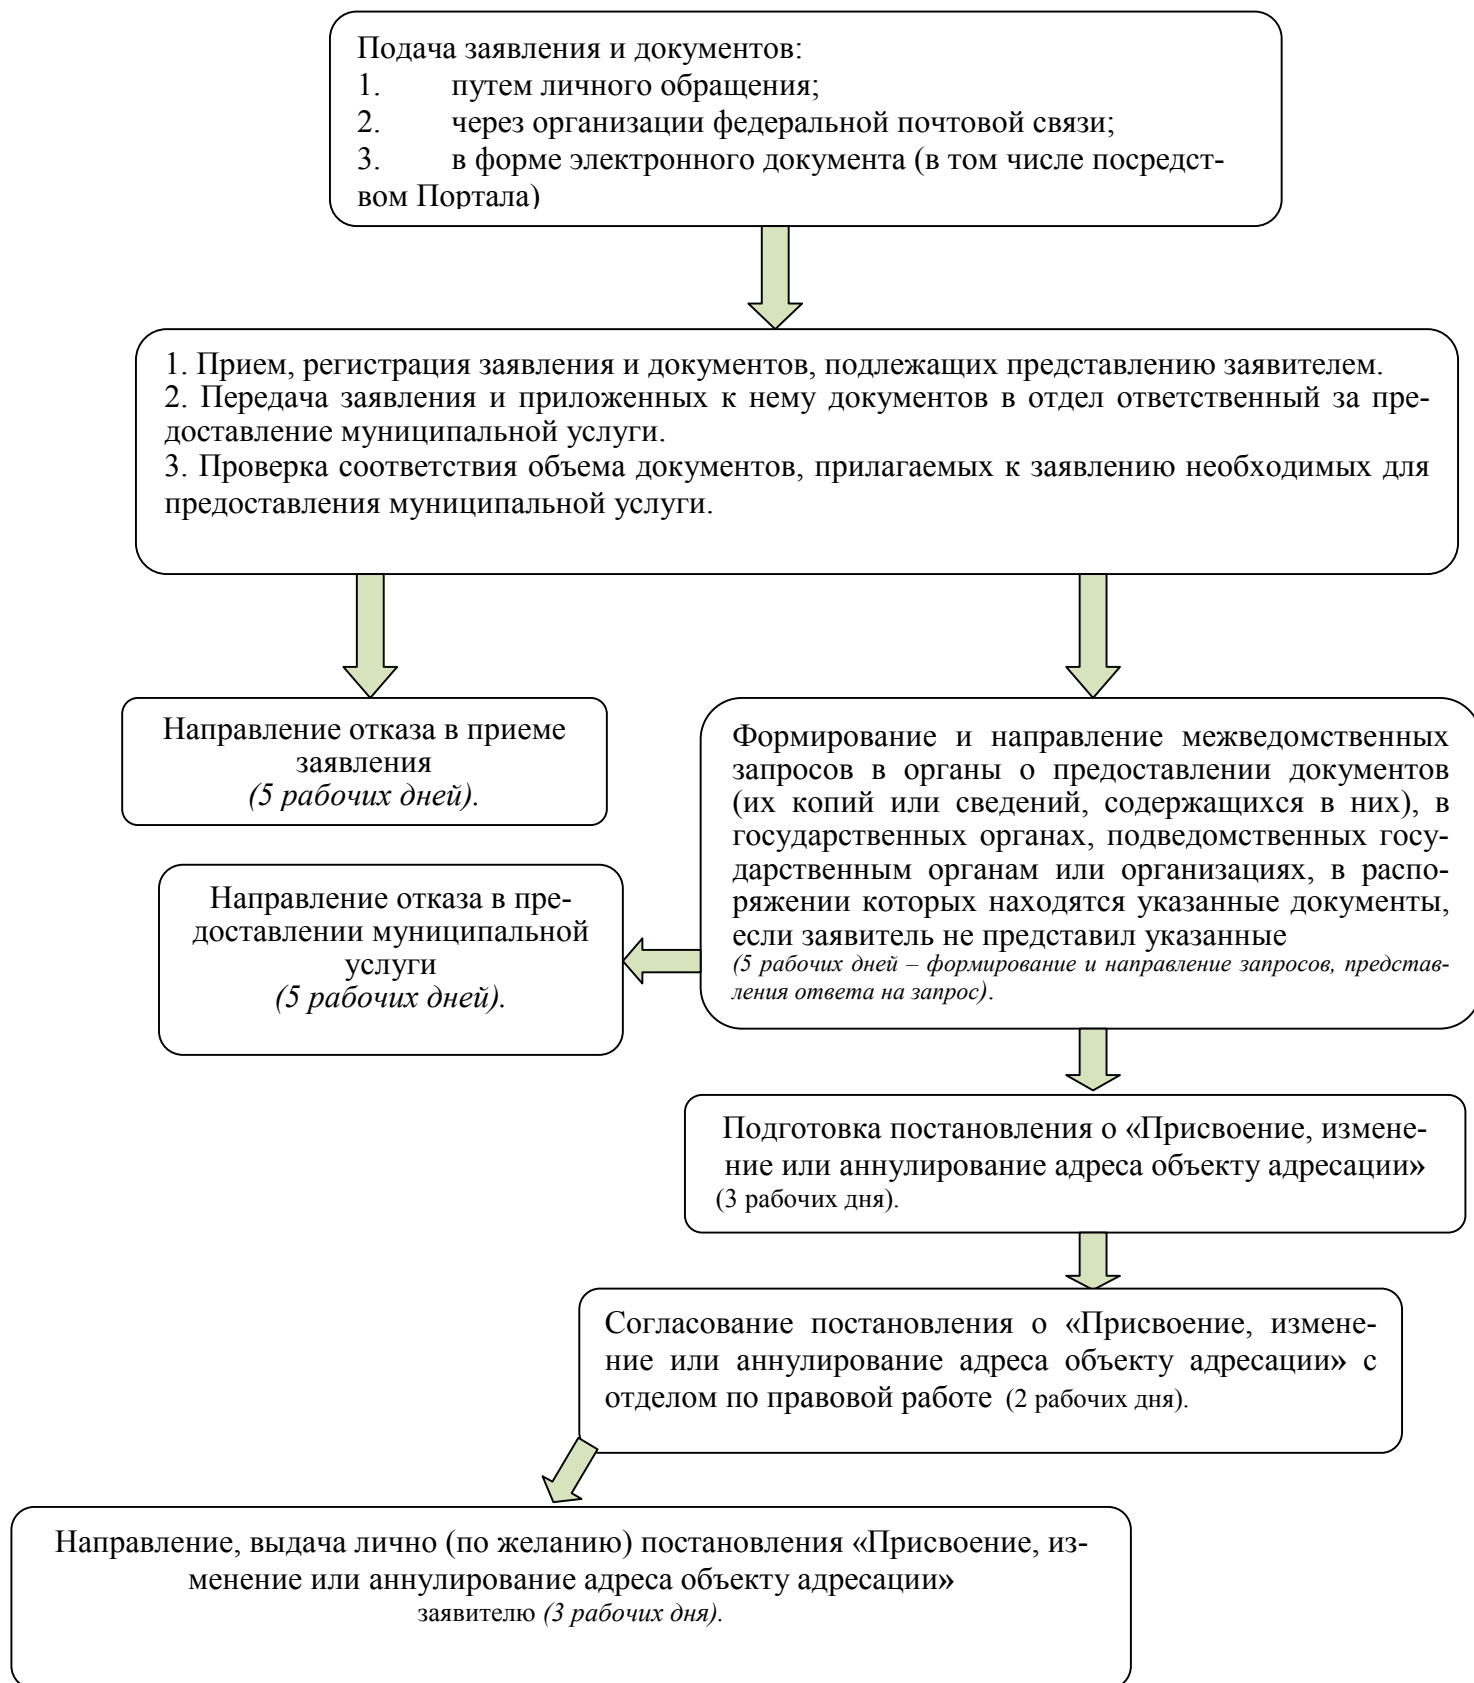 Подача заявления и документов:
1. путем личного обращения;
2. через организации федеральной почтовой связи;
3. в форме электронного документа (в том числе посредст-
вом Портала)
1. Прием, регистрация заявления и документов, подлежащих представлению заявителем.
2. Передача заявления и приложенных к нему документов в отдел ответственный за пре-
доставление муниципальной услуги.
3. Проверка соответствия объема документов, прилагаемых к заявлению необходимых для
предоставления муниципальной услуги.
Направление отказа в приеме
заявления
(5 рабочих дней).
Формирование и направление межведомственных
запросов в органы о предоставлении документов
(их копий или сведений, содержащихся в них), в
государственных органах, подведомственных госу-
дарственным органам или организациях, в распо-
ряжении которых находятся указанные документы,
если заявитель не представил указанные
(5 рабочих дней – формирование и направление запросов, представ-
ления ответа на запрос).
Направление отказа в пре-
доставлении муниципальной
услуги
(5 рабочих дней).
Подготовка постановления о «Присвоение, измене-
ние или аннулирование адреса объекту адресации»
(3 рабочих дня).
Согласование постановления о «Присвоение, измене-
ние или аннулирование адреса объекту адресации» с
отделом по правовой работе (2 рабочих дня).
Направление, выдача лично (по желанию) постановления «Присвоение, из-
менение или аннулирование адреса объекту адресации»
заявителю (3 рабочих дня).